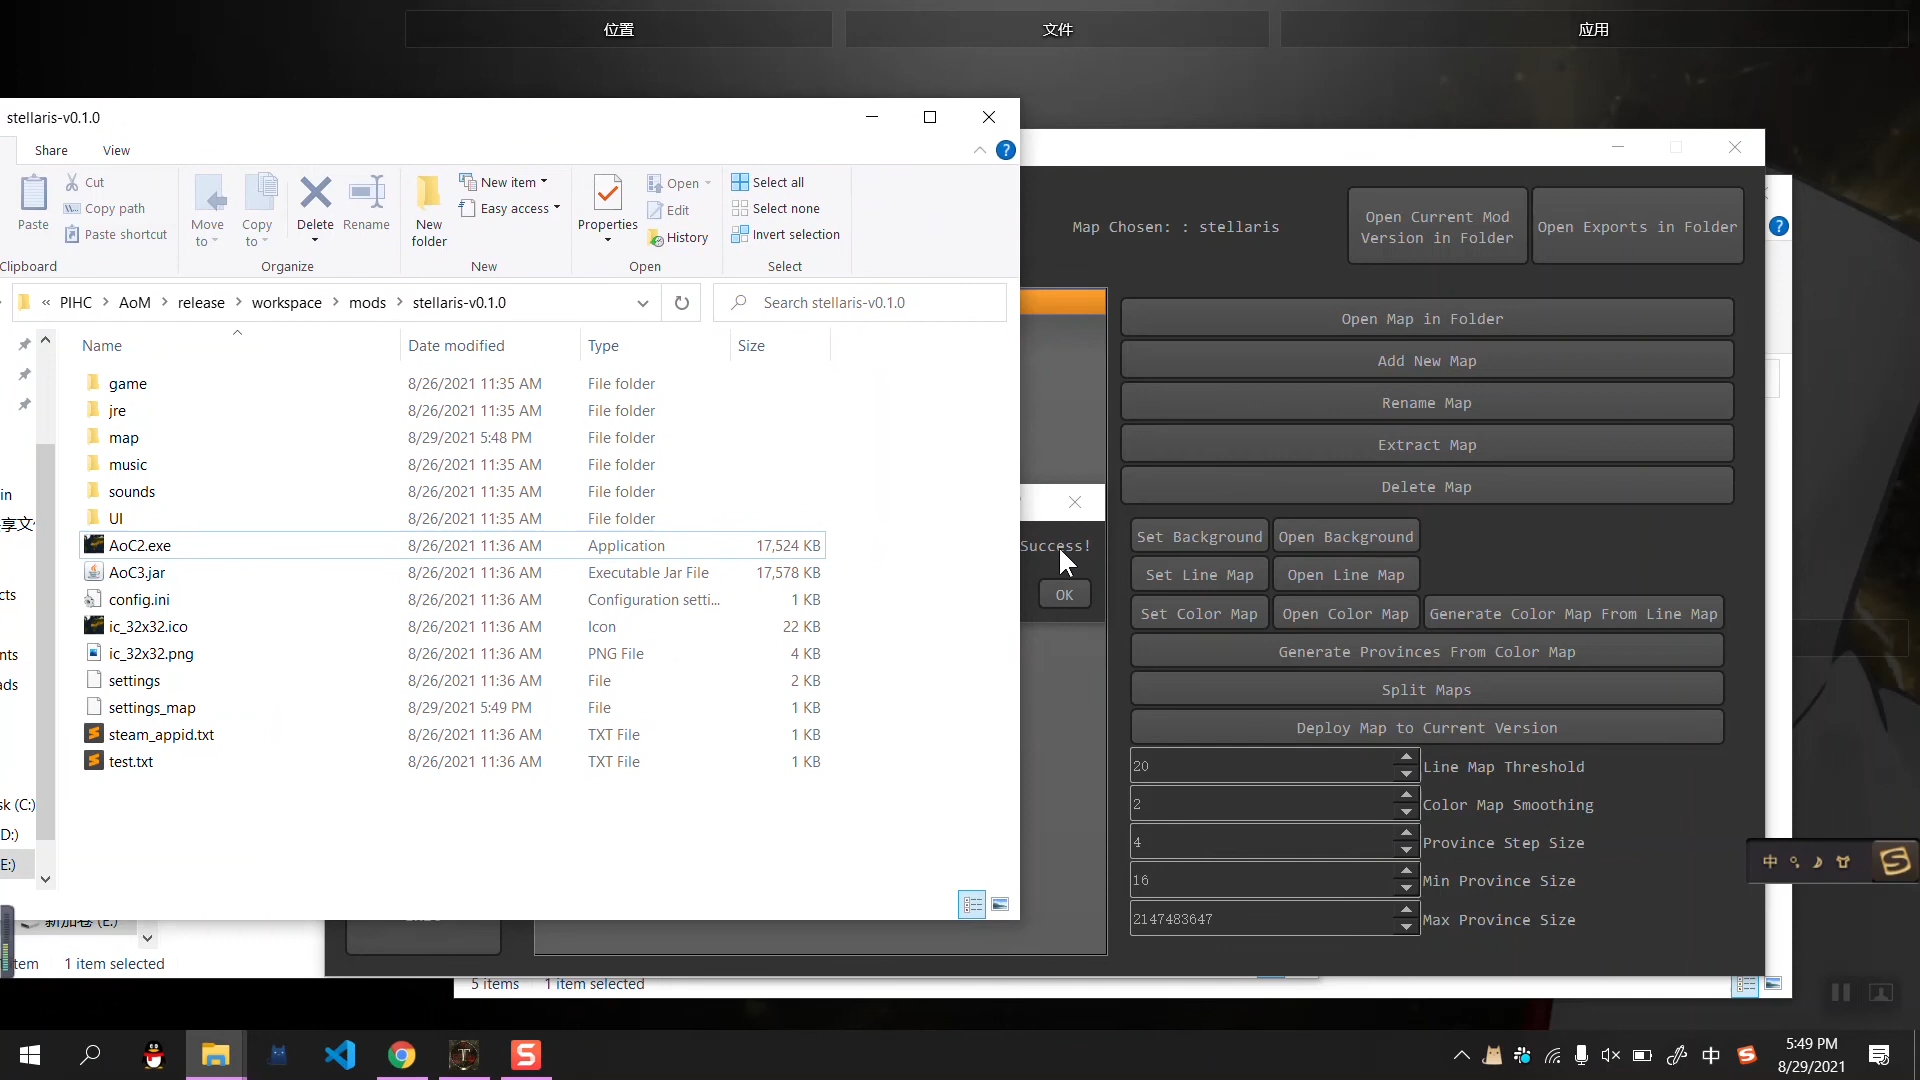 位置
文件
应用
stellaris-v0.1.0
Share
View
Paste
Cut
Copy path
Paste shortcut
Clipboard
Move to
Copy to
Delete
Rename
Organize
New folder
New item
Easy access
New
Properties
Open
Edit
History
Open
Select all
Select none
Invert selection
Select
« PIHC > AoM > release > workspace > mods > stellaris-v0.1.0
Search stellaris-v0.1.0
Name Date modified Type Size
game 8/26/2021 11:35 AM File folder
jre 8/26/2021 11:35 AM File folder
map 8/29/2021 5:48 PM File folder
music 8/26/2021 11:35 AM File folder
sounds 8/26/2021 11:35 AM File folder
UI 8/26/2021 11:35 AM File folder
AoC2.exe 8/26/2021 11:36 AM Application 17,524 KB
AoC3.jar 8/26/2021 11:36 AM Executable Jar File 17,578 KB
config.ini 8/26/2021 11:36 AM Configuration setti... 1 KB
ic_32x32.ico 8/26/2021 11:36 AM Icon 22 KB
ic_32x32.png 8/26/2021 11:36 AM PNG File 4 KB
settings 8/26/2021 11:36 AM File 2 KB
settings_map 8/29/2021 5:49 PM File 1 KB
steam_appid.txt 8/26/2021 11:36 AM TXT File 1 KB
test.txt 8/26/2021 11:36 AM TXT File 1 KB
in
享文
cts
nts
ads
sk (C:)
D:)
E:)
新加卷 (E:)
tem 1 item selected
5 items 1 item selected
Map Chosen: : stellaris
Open Current Mod
Version in Folder
Open Exports in Folder
Open Map in Folder
Add New Map
Rename Map
Extract Map
Delete Map
Success!
OK
Set Background Open Background
Set Line Map Open Line Map
Set Color Map Open Color Map Generate Color Map From Line Map
Generate Provinces From Color Map
Split Maps
Deploy Map to Current Version
20 Line Map Threshold
2 Color Map Smoothing
4 Province Step Size
16 Min Province Size
2147483647 Max Province Size
中
中
5:49 PM
8/29/2021